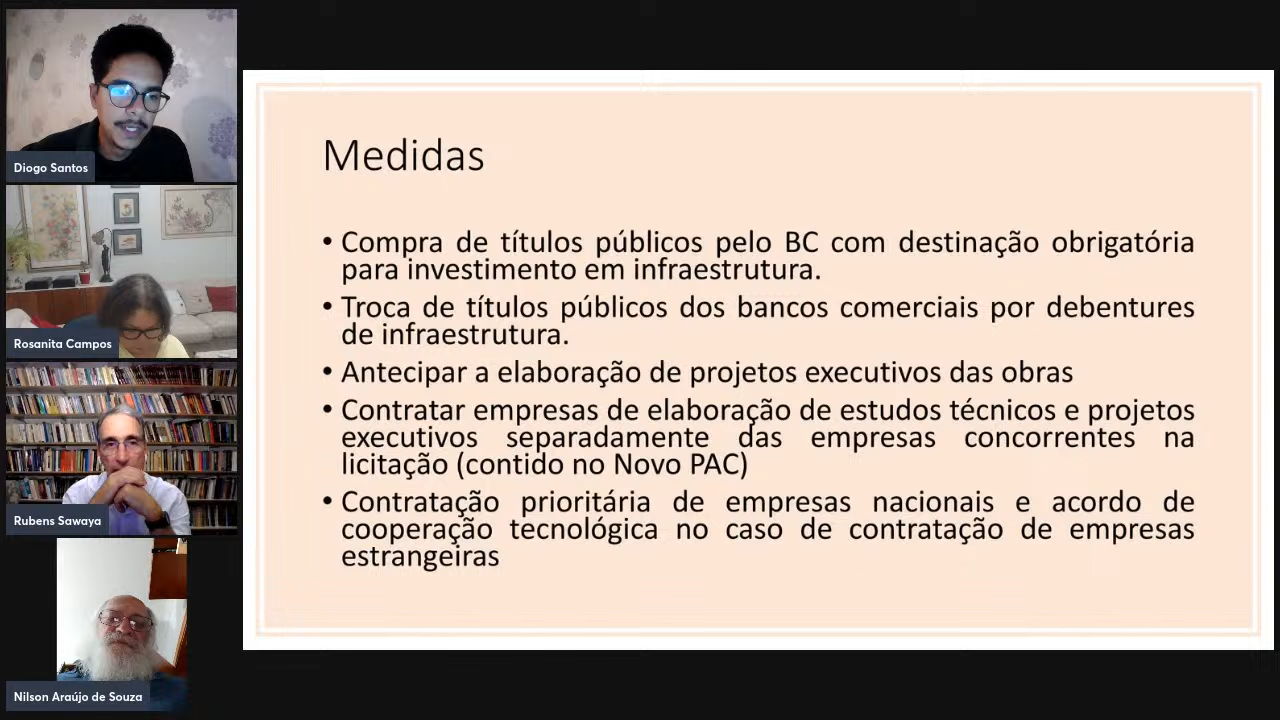 Diogo Santos
Rosanita Campos
Rubens Sawaya
Nilson Araújo de Souza
Medidas
• Compra de títulos públicos pelo BC com destinação obrigatória
para investimento em infraestrutura.
• Troca de títulos públicos dos bancos comerciais por debentures
de infraestrutura.
• Antecipar a elaboração de projetos executivos das obras
• Contratar empresas de elaboração de estudos técnicos e projetos
executivos separadamente das empresas concorrentes na
licitação (contido no Novo PAC)
• Contratação prioritária de empresas nacionais e acordo de
cooperação tecnológica no caso de contratação de empresas
estrangeiras